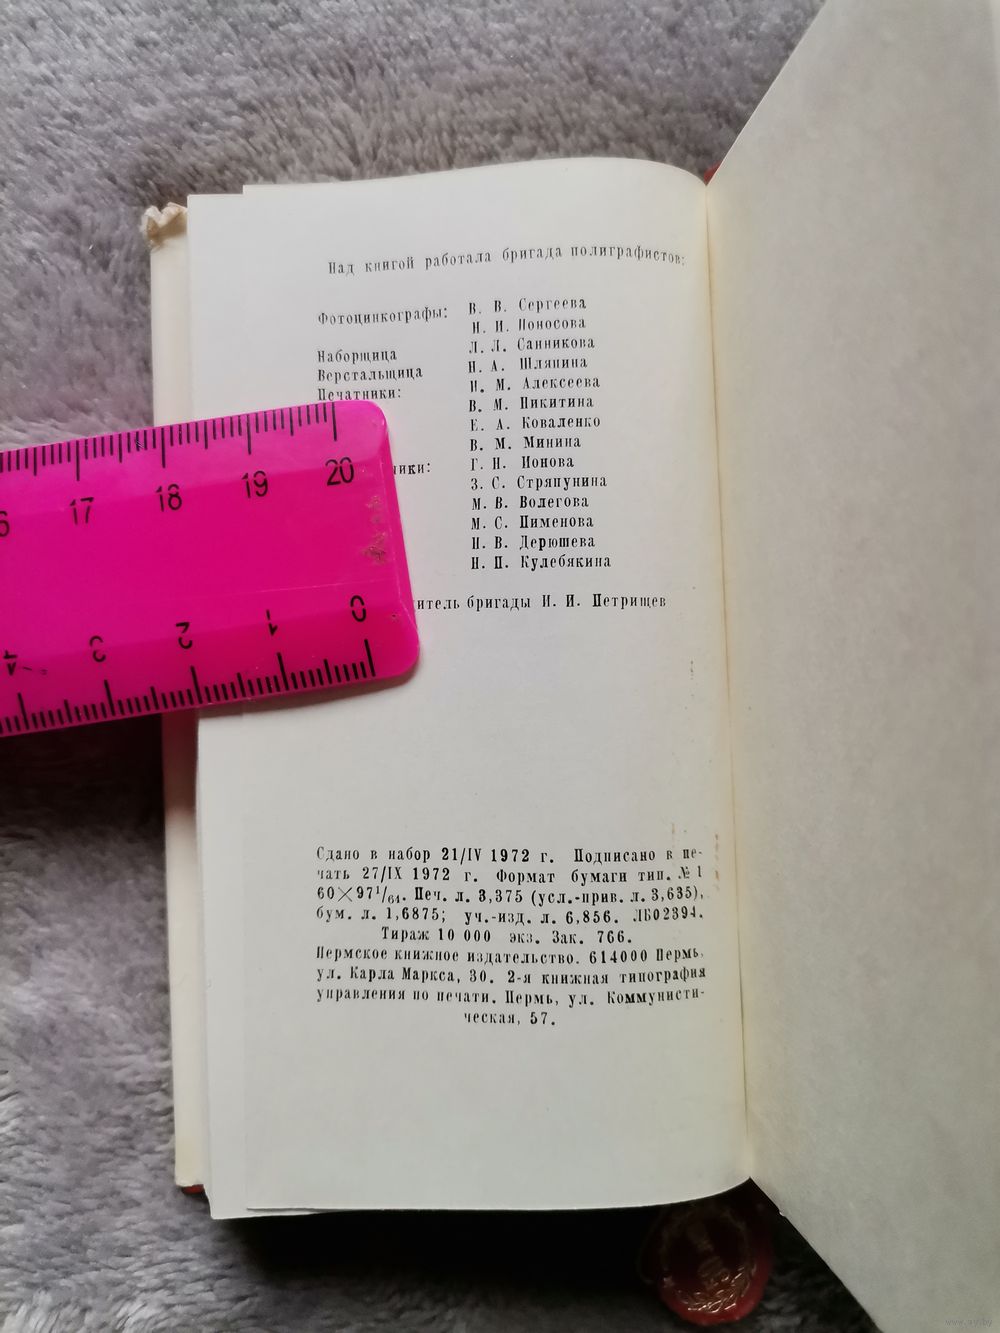 Над книгой работала бригада полиграфистов:
Фотоцинкографы: В. В. Сергеева
Н. И. Поносова
Наборщица Л. Л. Санникова
Верстальщица Н. А. Шляпина
Печатники: И. М. Алексеева
В. М. Никитина
Е. А. Коваленко
В. М. Минина
ики: Г. Н. Ионова
З. С. Стряпунина
М. В. Волегова
М. С. Пименова
Н. В. Дерюшева
Н. П. Кулебякина
итель бригады И. И. Петрищев
6 17 18 19 20
4 3 2 1 0
Сдано в набор 21/IV 1972 г. Подписано в пе-
чать 27/IX 1972 г. Формат бумаги тип. № 1
60×97¹/₆₄. Печ. л. 3,375 (усл.-прив. л. 3,635),
бум. л. 1,6875; уч.-изд. л. 6,856. ЛБ02394.
Тираж 10 000 экз. Зак. 766.
Пермское книжное издательство. 614000 Пермь,
ул. Карла Маркса, 30. 2-я книжная типография
управления по печати. Пермь, ул. Коммунисти-
ческая, 57.